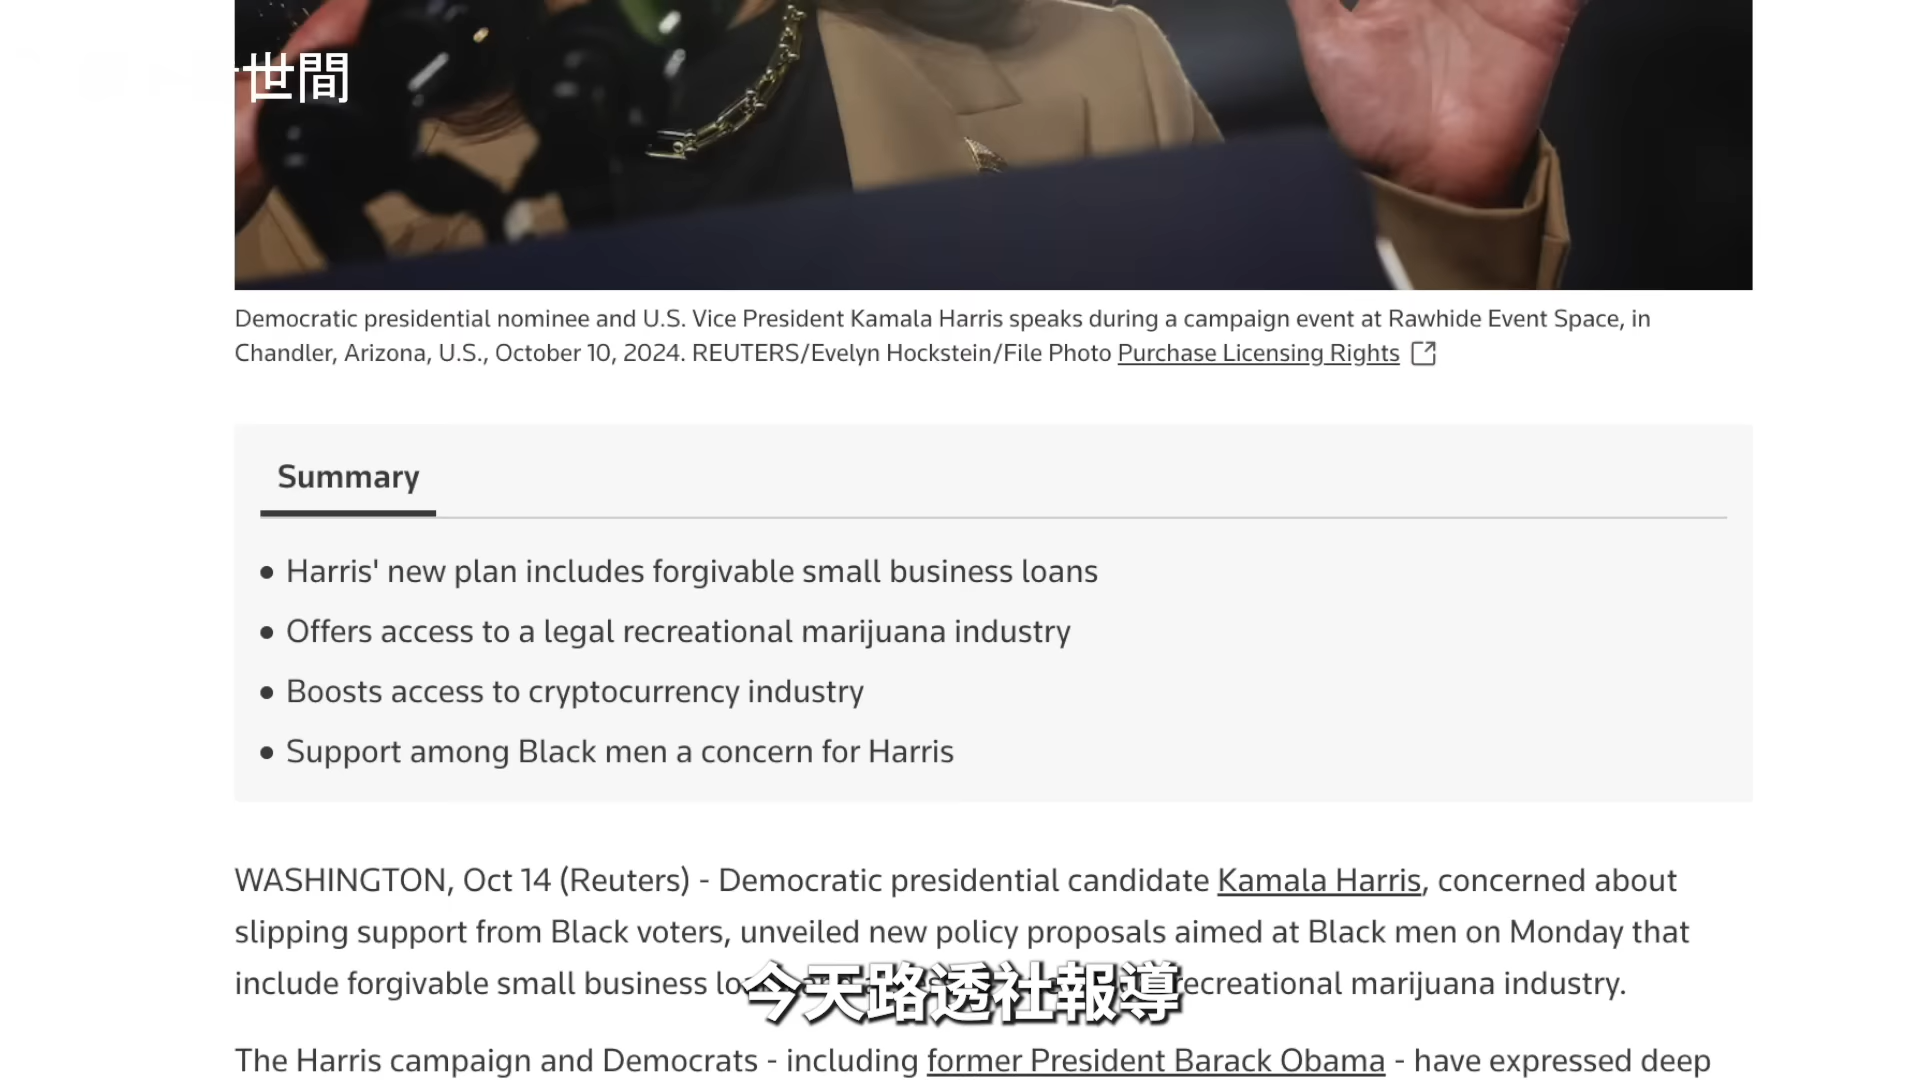 世間
Democratic presidential nominee and U.S. Vice President Kamala Harris speaks during a campaign event at Rawhide Event Space, in
Chandler, Arizona, U.S., October 10, 2024. REUTERS/Evelyn Hockstein/File Photo Purchase Licensing Rights
Summary
Harris' new plan includes forgivable small business loans
Offers access to a legal recreational marijuana industry
Boosts access to cryptocurrency industry
Support among Black men a concern for Harris
WASHINGTON, Oct 14 (Reuters) - Democratic presidential candidate Kamala Harris, concerned about
slipping support from Black voters, unveiled new policy proposals aimed at Black men on Monday that
include forgivable small business recreational marijuana industry.
今天路透社報導
The Harris campaign and Democrats - including former President Barack Obama - have expressed deep